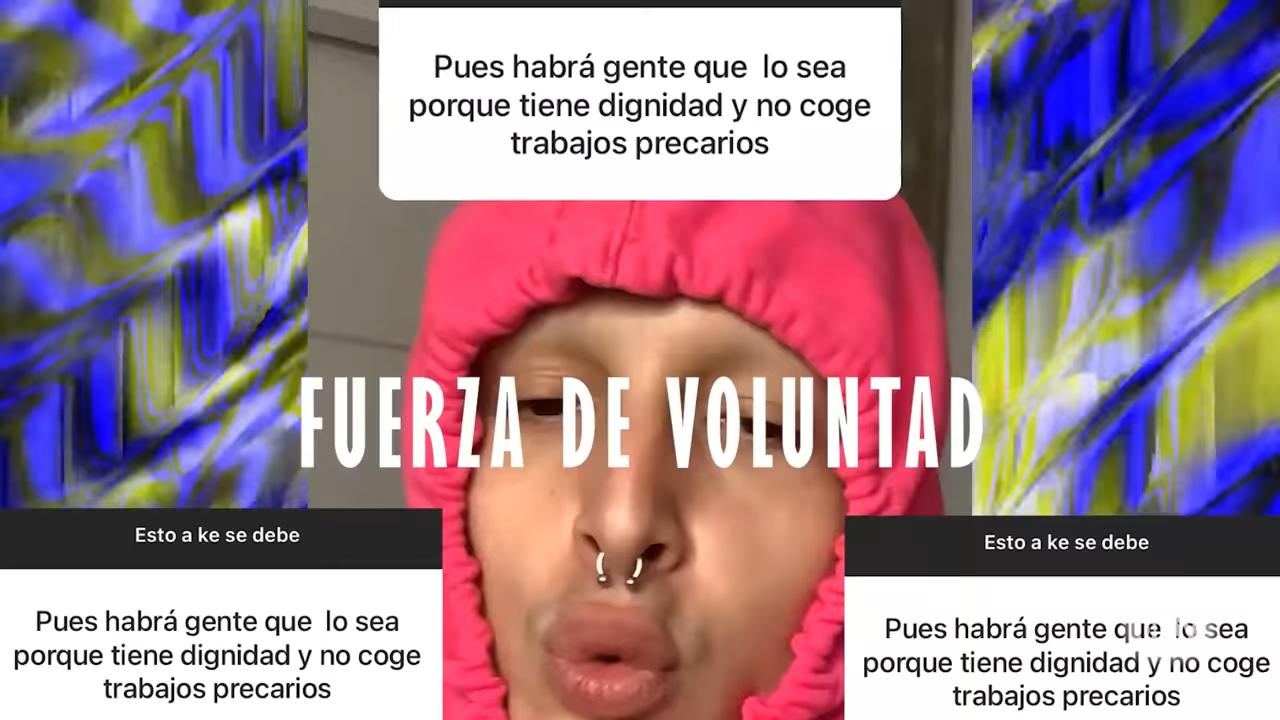 Pues habrá gente que  lo sea
porque tiene dignidad y no coge
trabajos precarios
FUERZA DE VOLUNTAD
Esto a ke se debe
Pues habrá gente que  lo sea
porque tiene dignidad y no coge
trabajos precarios
Esto a ke se debe
Pues habrá gente que  lo sea
porque tiene dignidad y no coge
trabajos precarios